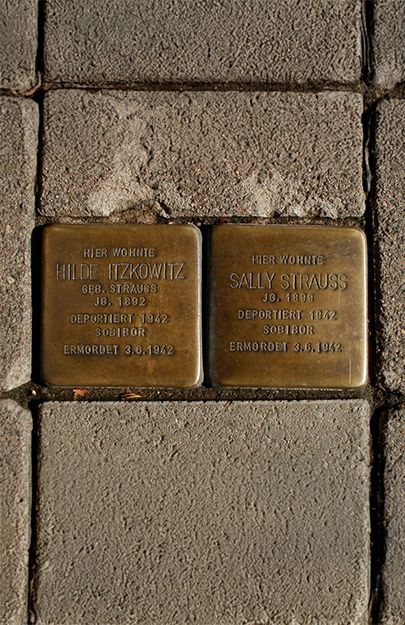 HIER WOHNTE
HILDE ITZKOWITZ
GEB. STRAUSS
JG. 1892
DEPORTIERT 1942
SOBIBOR
ERMORDET 3.6.1942
HIER WOHNTE
SALLY STRAUSS
JG.
DEPORTIERT 1942
SOBIBOR
ERMORDET 3.6.1942